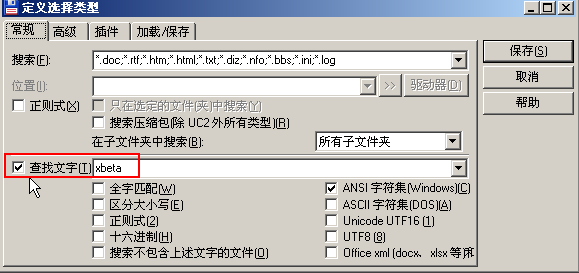 定义选择类型
常规 高级 插件 加载/保存
搜索(F): *.doc;*.rtf;*.htm;*.html;*.txt;*.diz;*.nfo;*.bbs;*.ini;*.log 保存(S)
位置(I): >> 驱动器(D) 取消
正则式(X) 只在选定的文件(夹)中搜索(Y) 帮助
搜索压缩包(除 UC2 外所有类型)(R)
在子文件夹中搜索(B): 所有子文件夹
查找文字(T) xbeta
全字匹配(W) ANSI 字符集(Windows)(C)
区分大小写(E) ASCII 字符集(DOS)(A)
正则式(2) Unicode UTF16 (1)
十六进制(H) UTF8 (8)
搜索不包含上述文字的文件(O) Office xml (docx、xlsx 等)